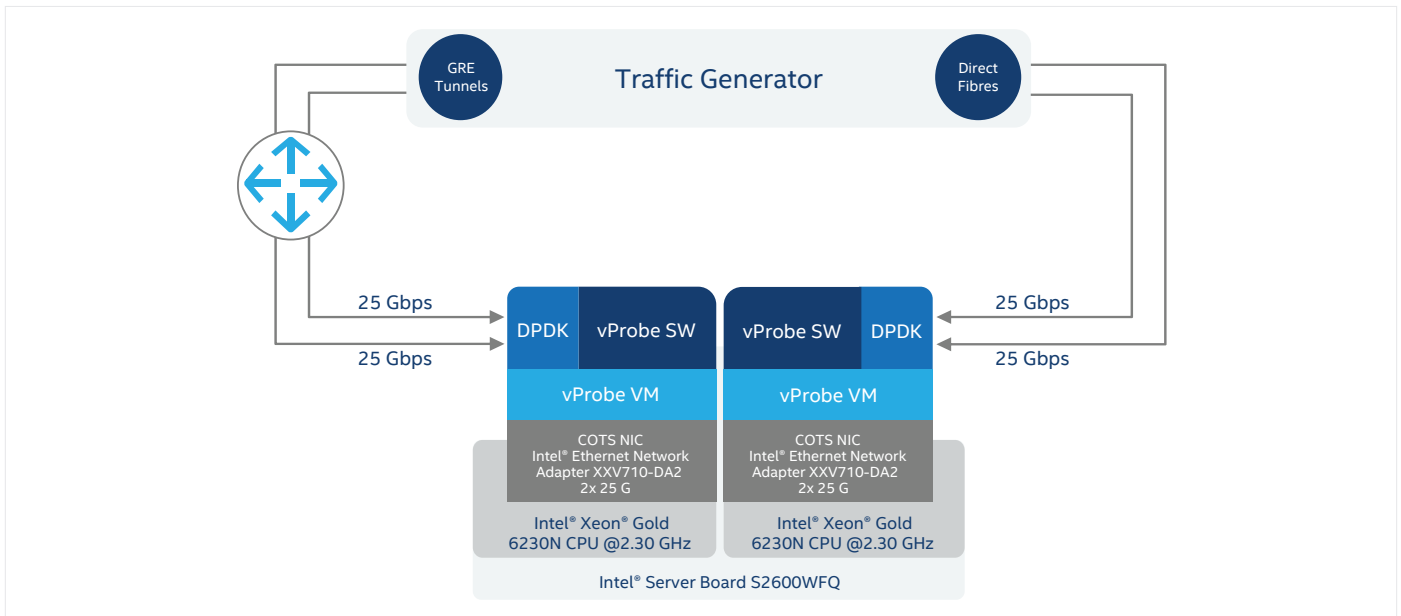 GRE
Tunnels
Traffic Generator
Direct
Fibres
25 Gbps
25 Gbps
25 Gbps
25 Gbps
DPDK
vProbe SW
vProbe SW
DPDK
vProbe VM
vProbe VM
COTS NIC
Intel® Ethernet Network
Adapter XXV710-DA2
2x 25 G
COTS NIC
Intel® Ethernet Network
Adapter XXV710-DA2
2x 25 G
Intel® Xeon® Gold
6230N CPU @2.30 GHz
Intel® Xeon® Gold
6230N CPU @2.30 GHz
Intel® Server Board S2600WFQ